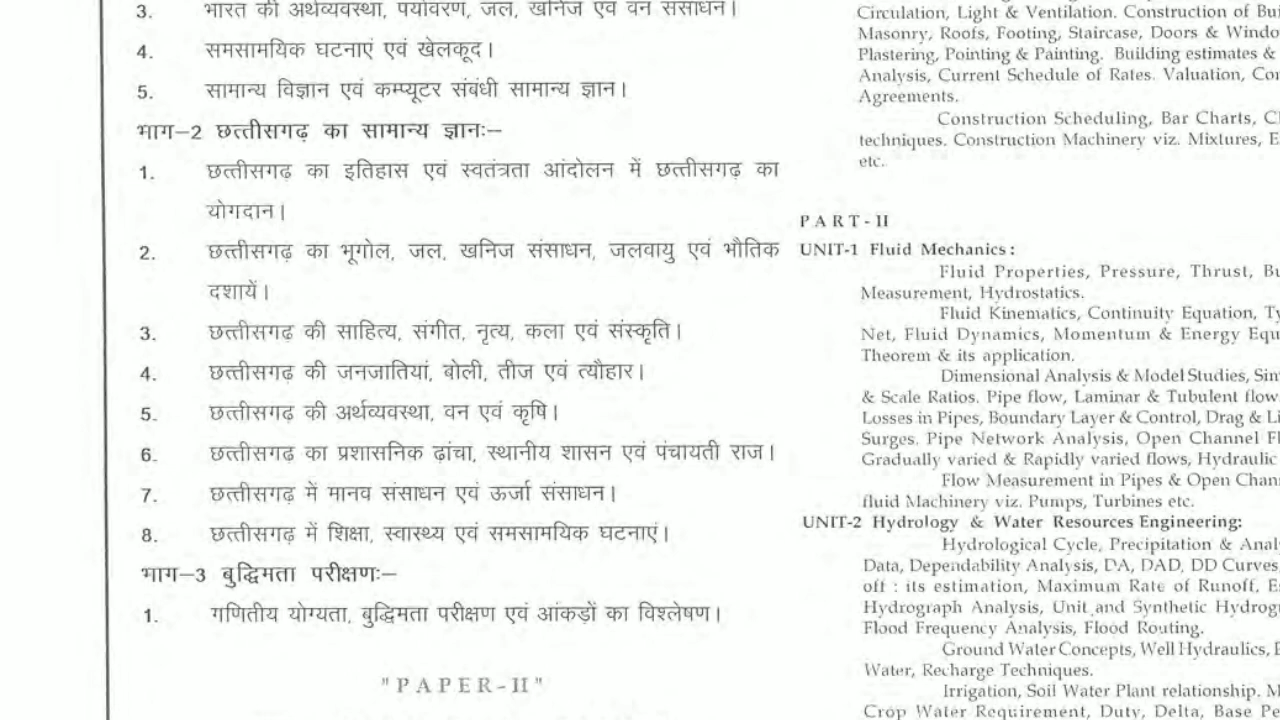 3. भारत की अर्थव्यवस्था, पर्यावरण, जल, खनिज एवं वन संसाधन।
4. समसामयिक घटनाएं एवं खेलकूद।
5. सामान्य विज्ञान एवं कम्प्यूटर संबंधी सामान्य ज्ञान।
भाग–2 छत्तीसगढ़ का सामान्य ज्ञानः–
1. छत्तीसगढ़ का इतिहास एवं स्वतंत्रता आंदोलन में छत्तीसगढ़ का
योगदान।
2. छत्तीसगढ़ का भूगोल, जल, खनिज संसाधन, जलवायु एवं भौतिक
दशायें।
3. छत्तीसगढ़ की साहित्य, संगीत, नृत्य, कला एवं संस्कृति।
4. छत्तीसगढ़ की जनजातियां, बोली, तीज एवं त्यौहार।
5. छत्तीसगढ़ की अर्थव्यवस्था, वन एवं कृषि।
6. छत्तीसगढ़ का प्रशासनिक ढ़ांचा, स्थानीय शासन एवं पंचायती राज।
7. छत्तीसगढ़ में मानव संसाधन एवं ऊर्जा संसाधन।
8. छत्तीसगढ़ में शिक्षा, स्वास्थ्य एवं समसामयिक घटनाएं।
भाग–3 बुद्धिमता परीक्षणः–
1. गणितीय योग्यता, बुद्धिमता परीक्षण एवं आंकड़ों का विश्लेषण।
"PAPER-II"
Circulation, Light & Ventilation. Construction of
Masonry, Roofs, Footing, Staircase, Doors &
Plastering, Pointing & Painting. Building estimates &
Analysis, Current Schedule of Rates. Valuation,
Agreements.
Construction Scheduling, Bar Charts,
techniques. Construction Machinery viz. Mixtures,
etc.
PART-II
UNIT-1 Fluid Mechanics:
Fluid Properties, Pressure, Thrust,
Measurement, Hydrostatics.
Fluid Kinematics, Continuity Equation,
Net, Fluid Dynamics, Momentum & Energy
Theorem & its application.
Dimensional Analysis & Model Studies,
& Scale Ratios. Pipe flow, Laminar & Tubulent flow
Losses in Pipes, Boundary Layer & Control, Drag &
Surges. Pipe Network Analysis, Open Channel
Gradually varied & Rapidly varied flows, Hydraulic
Flow Measurement in Pipes & Open
fluid Machinery viz. Pumps, Turbines etc.
UNIT-2 Hydrology & Water Resources Engineering:
Hydrological Cycle, Precipitation &
Data, Dependability Analysis, DA, DAD, DD Curves,
off : its estimation, Maximum Rate of Runoff,
Hydrograph Analysis, Unit and Synthetic
Flood Frequency Analysis, Flood Routing.
Ground Water Concepts, Well Hydraulics,
Water, Recharge Techniques.
Irrigation, Soil Water Plant relationship.
Crop Water Requirement, Duty, Delta, Base